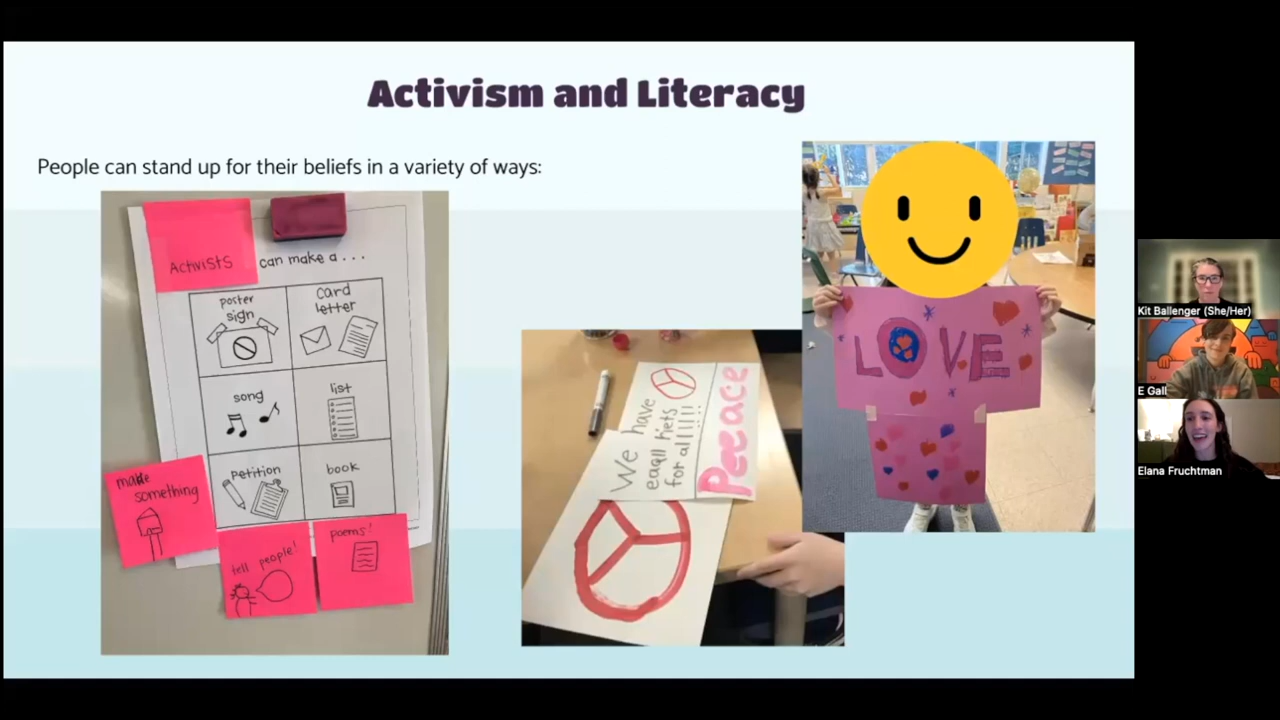 Activism and Literacy
People can stand up for their beliefs in a variety of ways:
Activists can make a . . .
poster
sign
card
letter
song
list
petition
book
make
something
tell people!
poems!
We have
eaqll riets
for alll!!!!
Peeace
LOVE
Kit Ballenger (She/Her)
E Gall
Elana Fruchtman